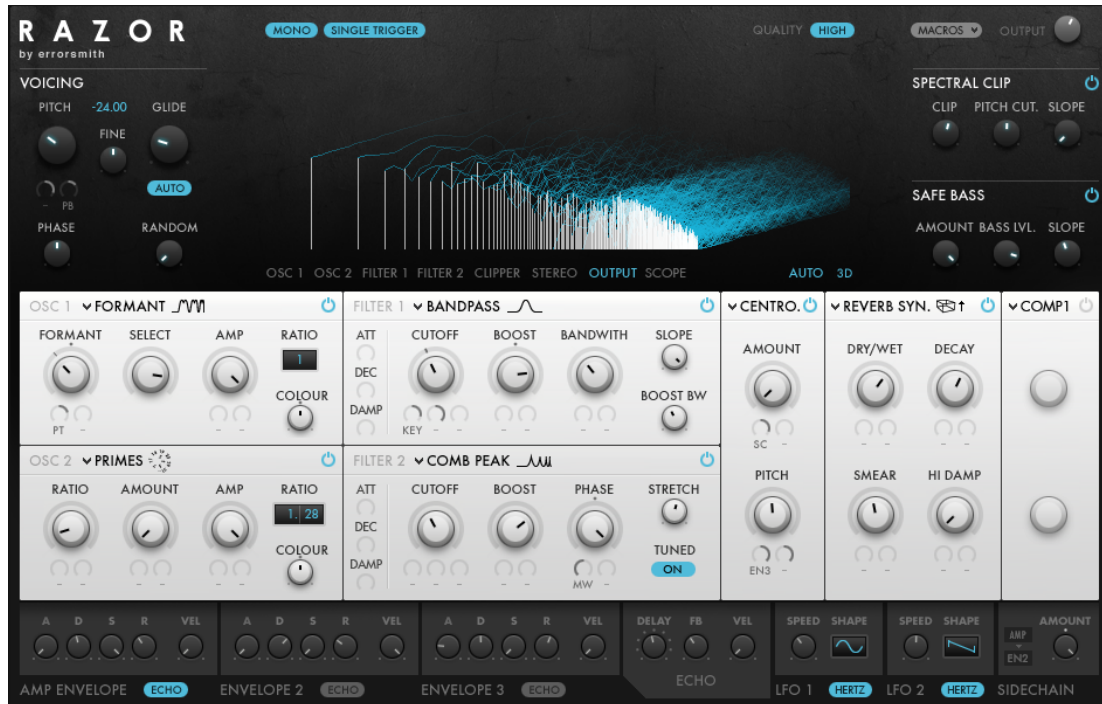 RAZOR
by errorsmith
MONO SINGLE TRIGGER
QUALITY HIGH
MACROS OUTPUT
VOICING
PITCH -24.00 GLIDE
FINE
AUTO
- PB
PHASE RANDOM
SPECTRAL CLIP
CLIP PITCH CUT. SLOPE
SAFE BASS
AMOUNT BASS LVL. SLOPE
OSC 1 OSC 2 FILTER 1 FILTER 2 CLIPPER STEREO OUTPUT SCOPE
AUTO 3D
OSC 1 FORMANT
FORMANT SELECT AMP RATIO
1
COLOUR
PT - - -
FILTER 1 BANDPASS
ATT CUTOFF BOOST BANDWITH SLOPE
DEC
DAMP
BOOST BW
KEY - - - - - -
CENTRO.
AMOUNT
SC -
PITCH
EN3 -
REVERB SYN.
DRY/WET DECAY
- - - -
SMEAR HI DAMP
- - - -
COMP1
OSC 2 PRIMES
RATIO AMOUNT AMP RATIO
1. 28
COLOUR
- - - - - -
FILTER 2 COMB PEAK
ATT CUTOFF BOOST PHASE STRETCH
DEC
DAMP
TUNED
ON
- - - - - MW -
A D S R VEL
AMP ENVELOPE ECHO
A D S R VEL
ENVELOPE 2 ECHO
A D S R VEL
ENVELOPE 3 ECHO
DELAY FB VEL
ECHO
SPEED SHAPE
LFO 1 HERTZ
SPEED SHAPE
LFO 2 HERTZ
AMOUNT
AMP
EN2
SIDECHAIN